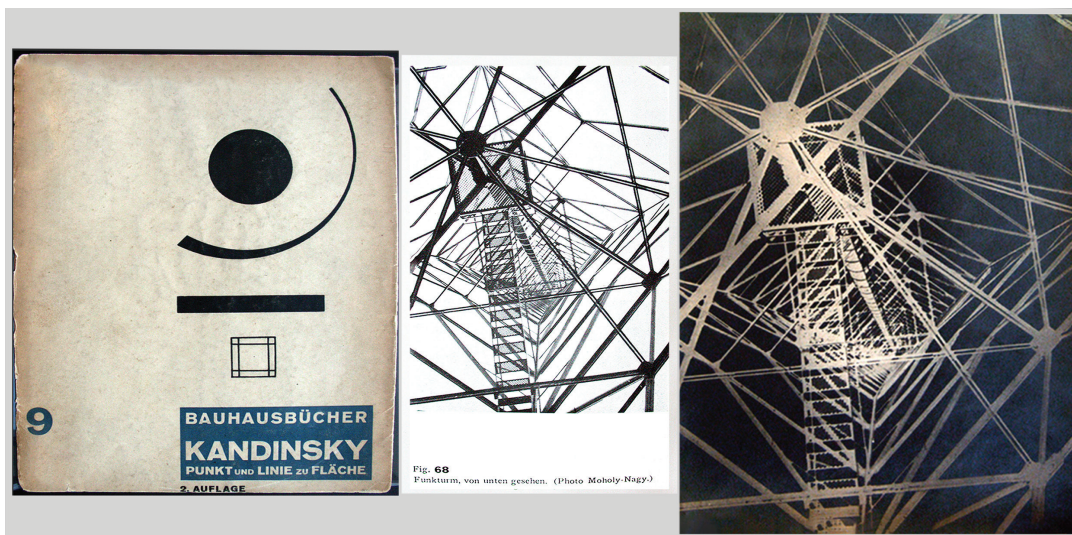 9
BAUHAUSBÜCHER
KANDINSKY
PUNKT UND LINIE ZU FLÄCHE
2. AUFLAGE
Fig. 68
Funkturm, von unten gesehen. (Photo Moholy-Nagy.)